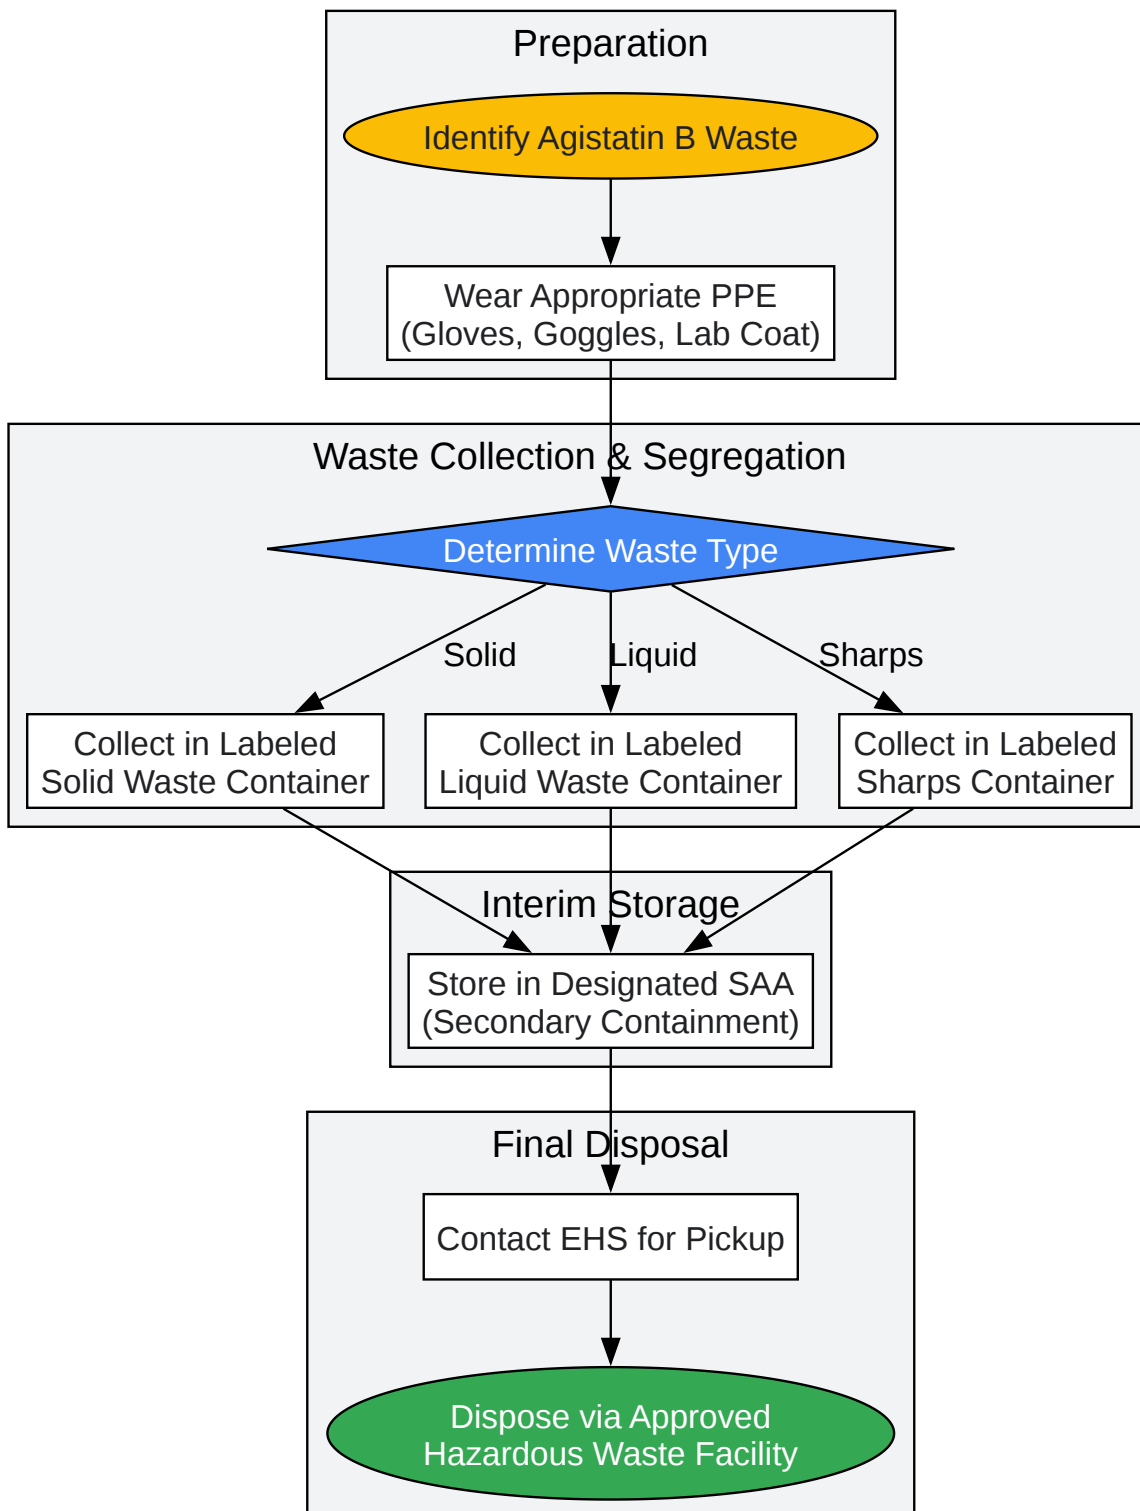 Preparation
Identify Agistatin B Waste
Wear Appropriate PPE
(Gloves, Goggles, Lab Coat)
Waste Collection & Segregation
Determine Waste Type
Solid
Liquid
Sharps
Collect in Labeled
Solid Waste Container
Collect in Labeled
Liquid Waste Container
Collect in Labeled
Sharps Container
Interim Storage
Store in Designated SAA
(Secondary Containment)
Final Disposal
Contact EHS for Pickup
Dispose via Approved
Hazardous Waste Facility